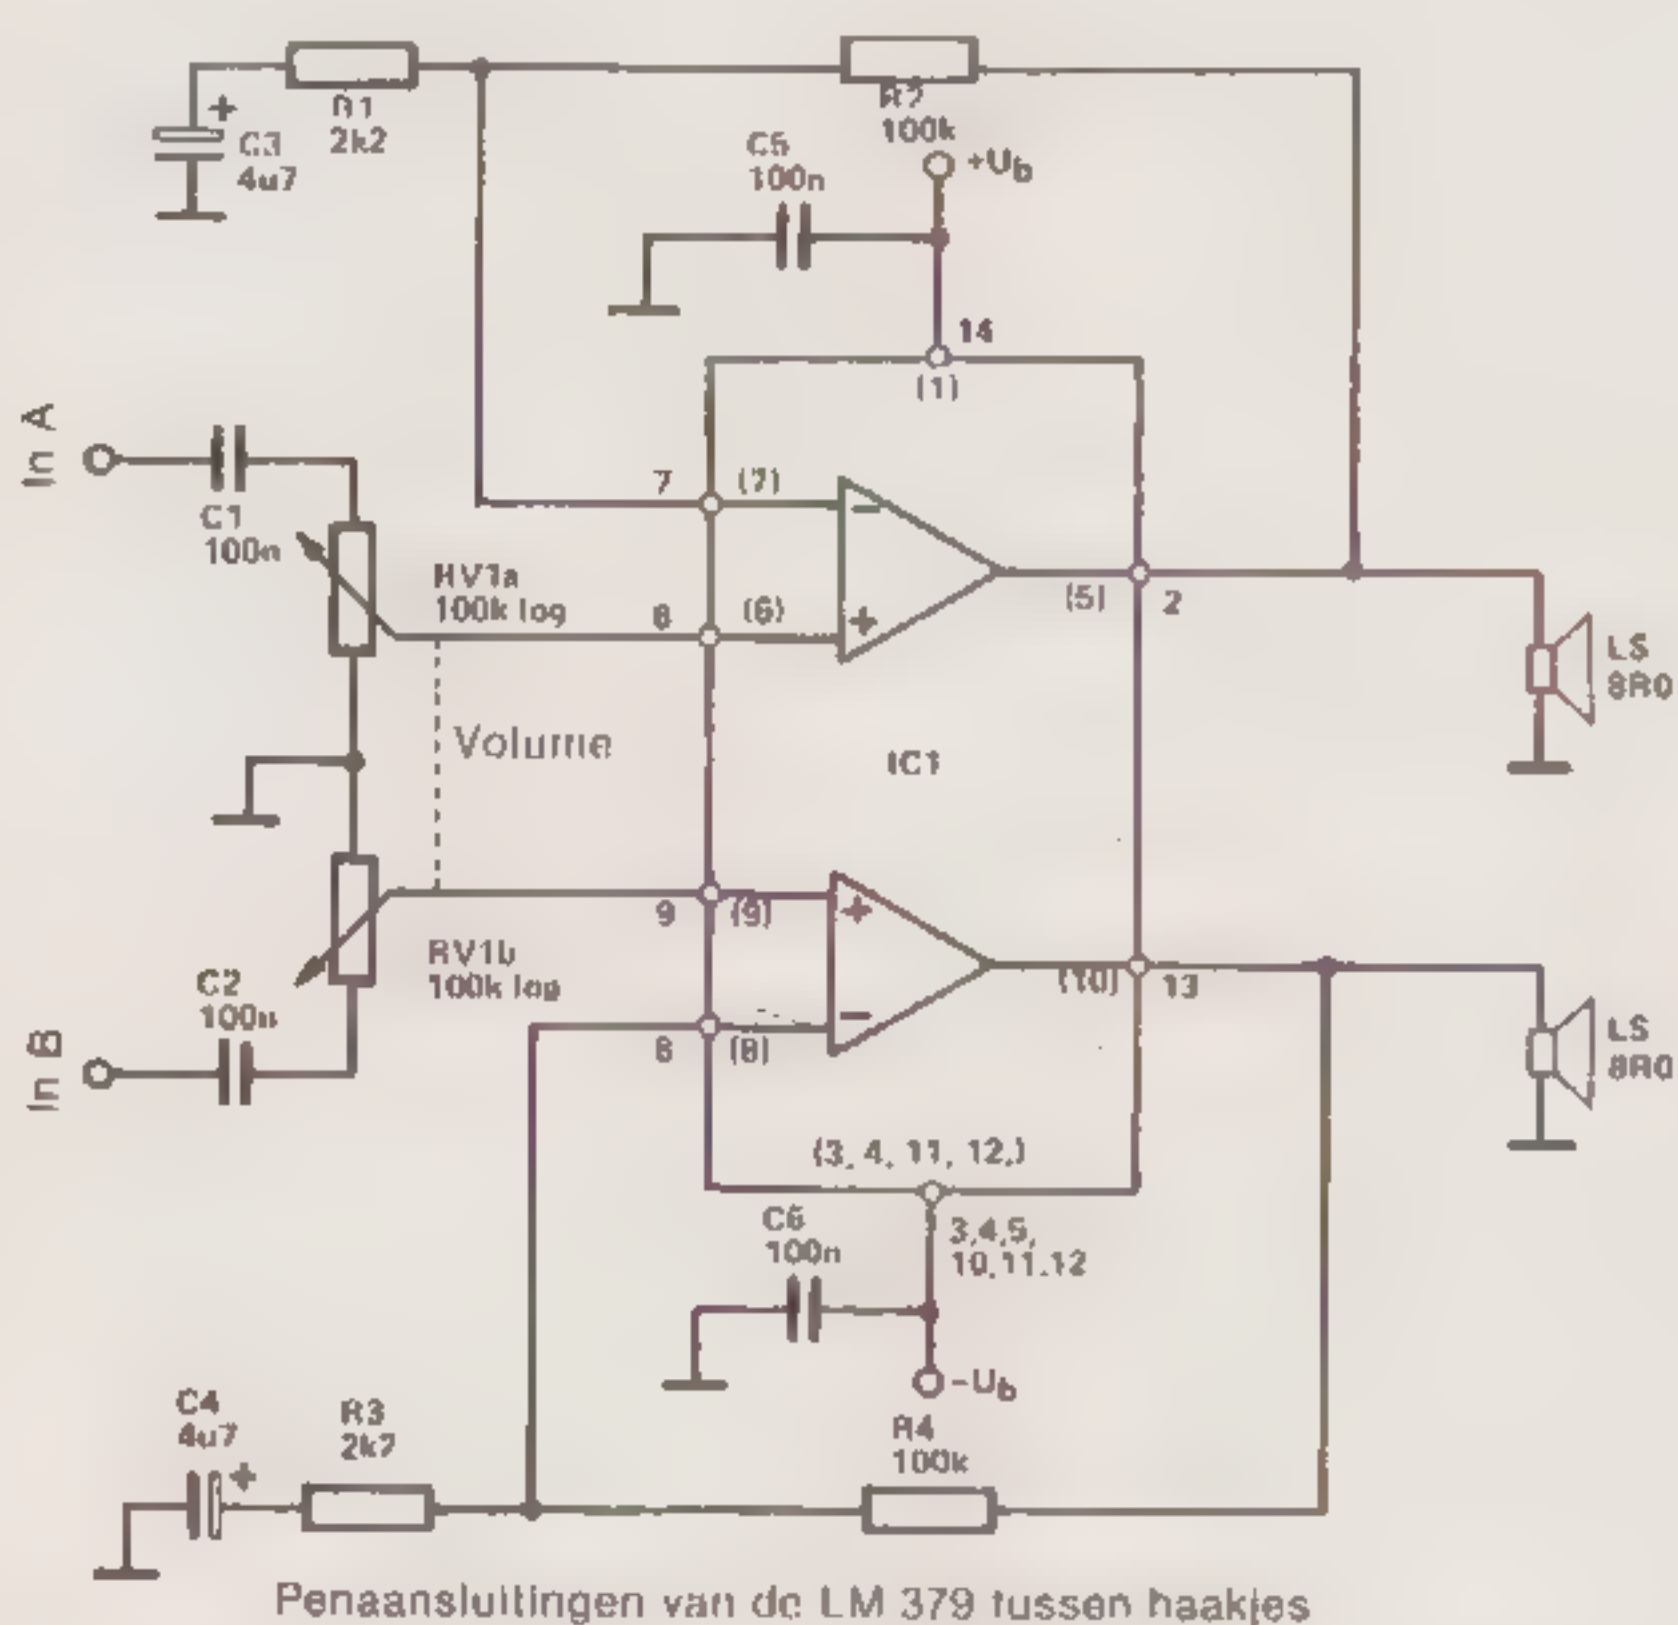 R1
2k2
C3
4u7
R2
100k
C5
100n
+Ub
14
(1)
In A
C1
100n
7
(7)
RV1a
100k log
(6)
(5)
2
LS
8R0
Volume
IC1
9
(9)
RV1b
100k log
(10)
13
C2
100n
In B
(8)
LS
8R0
(3, 4, 11, 12,)
C6
100n
3,4,5,
10,11,12
-Ub
C4
4u7
R3
2k2
R4
100k
Penaansluitingen van de LM 379 tussen haakjes